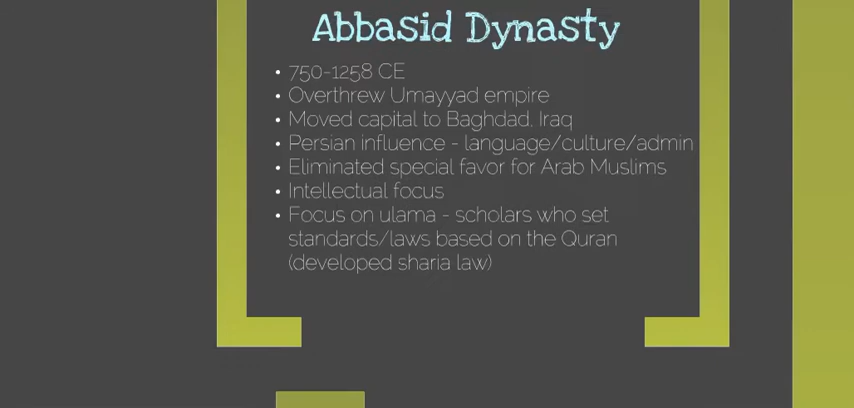 Abbasid Dynasty
• 750-1258 CE
• Overthrew Umayyad empire
• Moved capital to Baghdad, Iraq
• Persian influence - language/culture/admin
• Eliminated special favor for Arab Muslims
• Intellectual focus
• Focus on ulama - scholars who set
standards/laws based on the Quran
(developed sharia law)